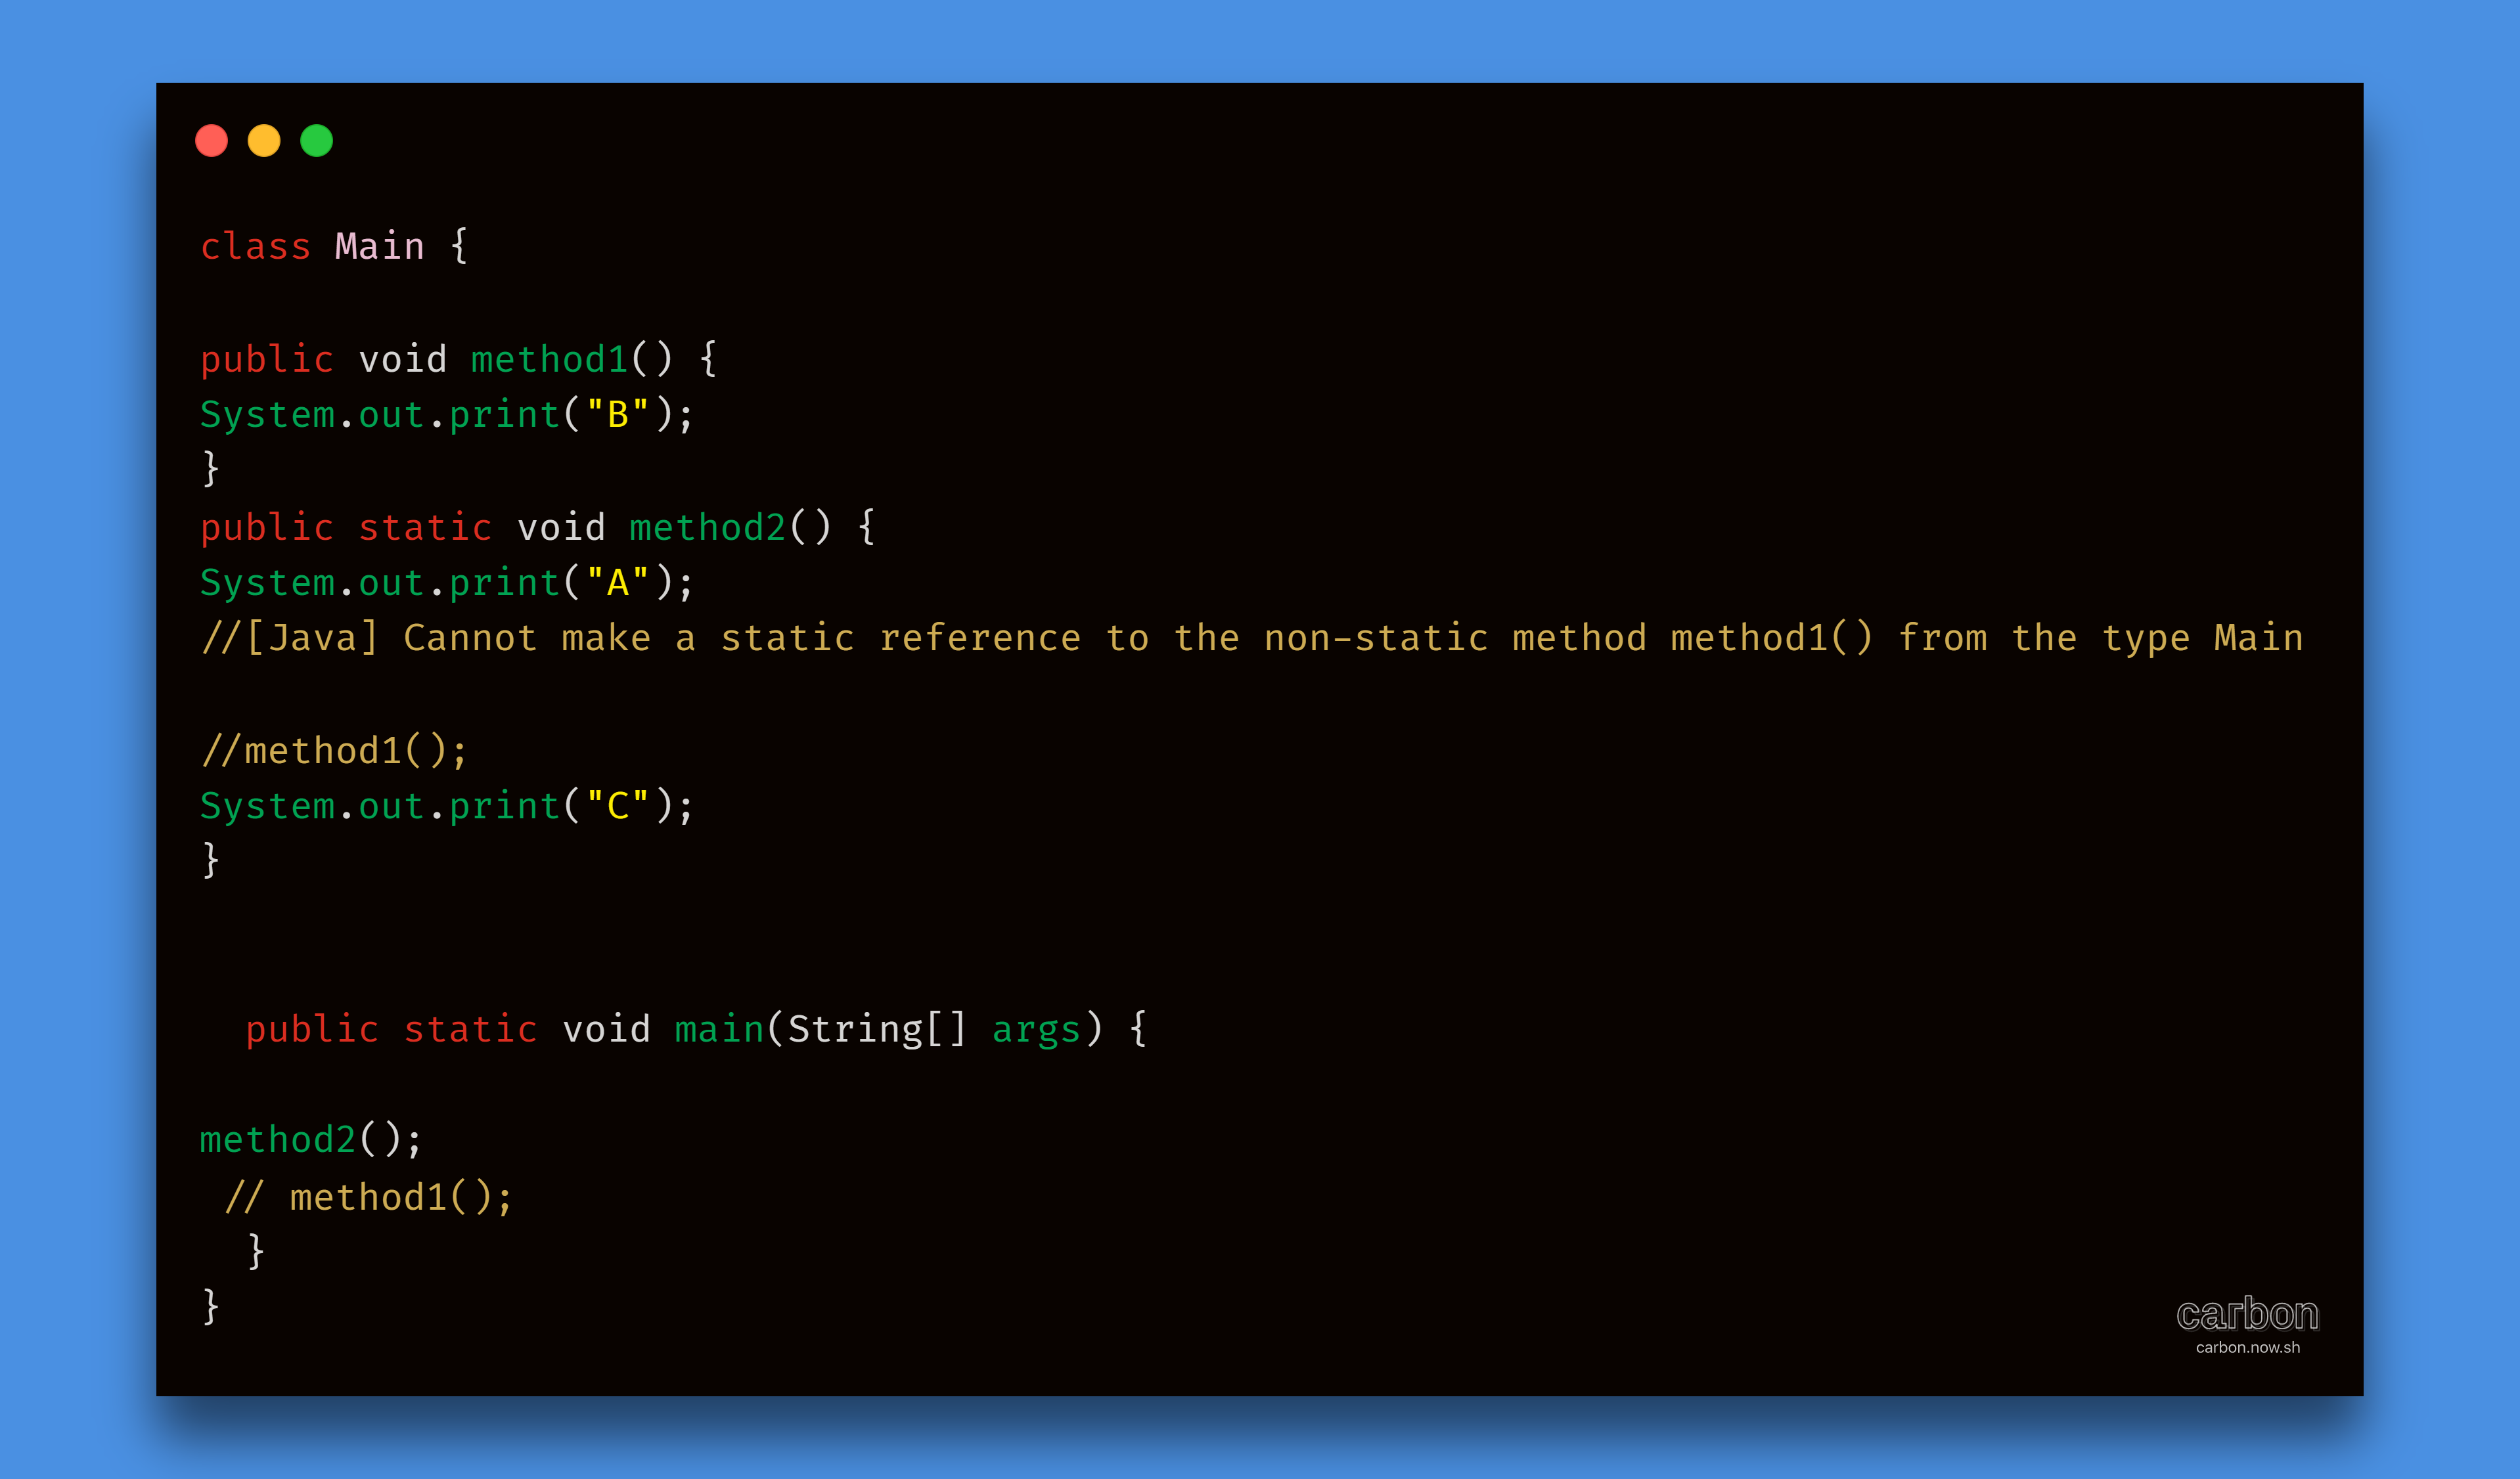 class Main {
public void method1() {
System.out.print("B");
}
public static void method2() {
System.out.print("A");
//[Java] Cannot make a static reference to the non-static method method1() from the type Main
//method1();
System.out.print("C");
}
public static void main(String[] args) {
method2();
// method1();
}
}
carbon
carbon.now.sh